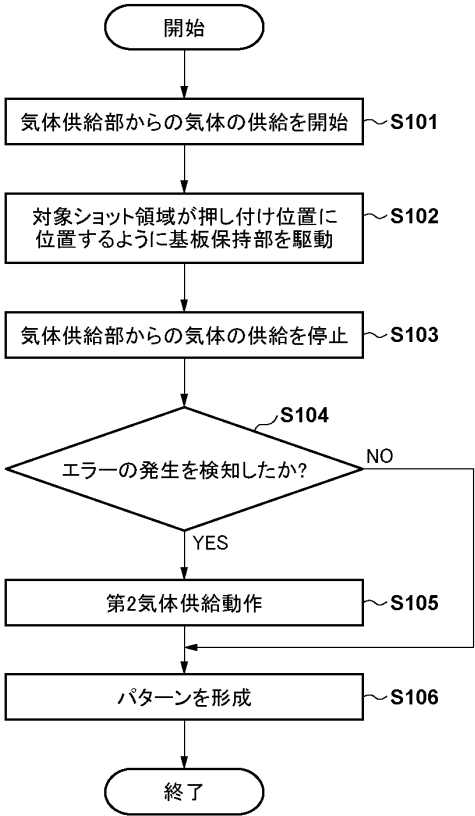 開始
気体供給部からの気体の供給を開始
S101
対象ショット領域が押し付け位置に
位置するように基板保持部を駆動
S102
気体供給部からの気体の供給を停止
S103
S104
エラーの発生を検知したか?
NO
YES
第2気体供給動作
S105
パターンを形成
S106
終了